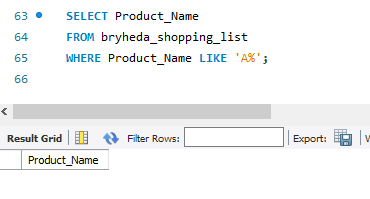 63 SELECT Product_Name
64 FROM bryheda_shopping_list
65 WHERE Product_Name LIKE 'A%';
66
Result Grid Filter Rows: Export:
Product_Name